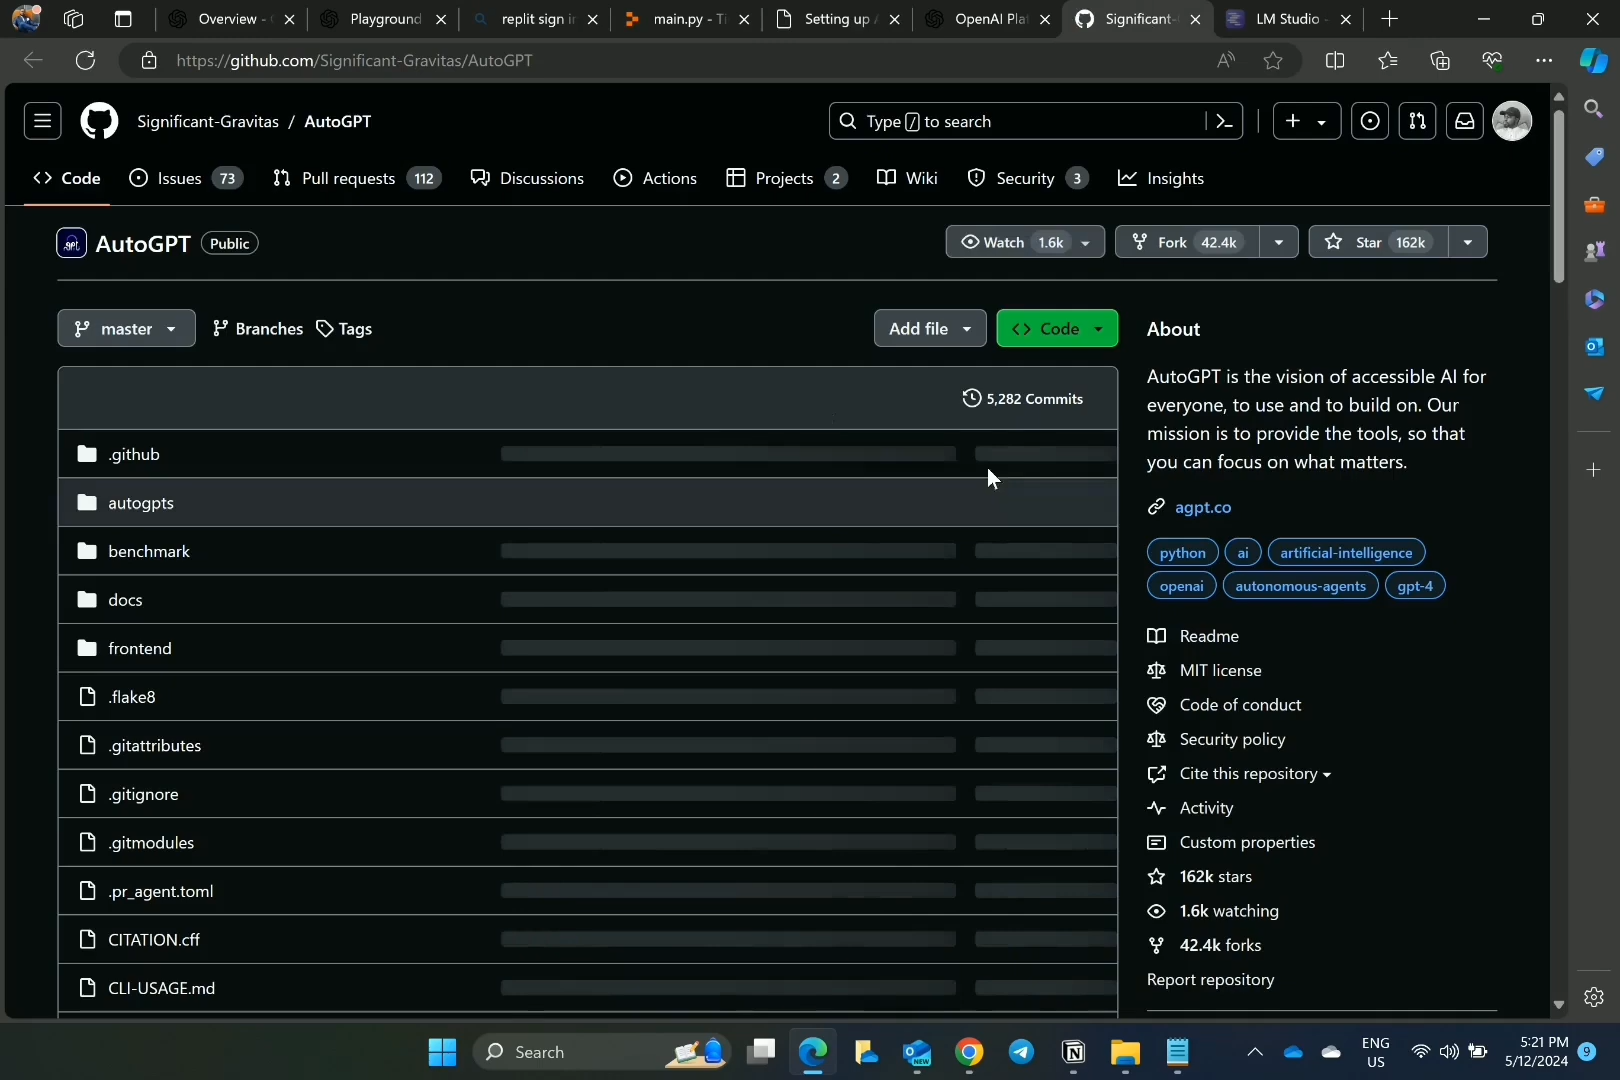 Overview -
Playground
replit sign in
main.py - Ti
Setting up A
OpenAI Plat
Significant-
LM Studio -
https://github.com/Significant-Gravitas/AutoGPT
Significant-Gravitas / AutoGPT
Type / to search
Code
Issues 73
Pull requests 112
Discussions
Actions
Projects 2
Wiki
Security 3
Insights
gpt
AutoGPT Public
Watch 1.6k
Fork 42.4k
Star 162k
master
Branches
Tags
Add file
<> Code
5,282 Commits
.github
autogpts
benchmark
docs
frontend
.flake8
.gitattributes
.gitignore
.gitmodules
.pr_agent.toml
CITATION.cff
CLI-USAGE.md
About
AutoGPT is the vision of accessible AI for
everyone, to use and to build on. Our
mission is to provide the tools, so that
you can focus on what matters.
agpt.co
python ai artificial-intelligence
openai autonomous-agents gpt-4
Readme
MIT license
Code of conduct
Security policy
Cite this repository
Activity
Custom properties
162k stars
1.6k watching
42.4k forks
Report repository
Search
NEW
ENG
US
5:21 PM
5/12/2024
9